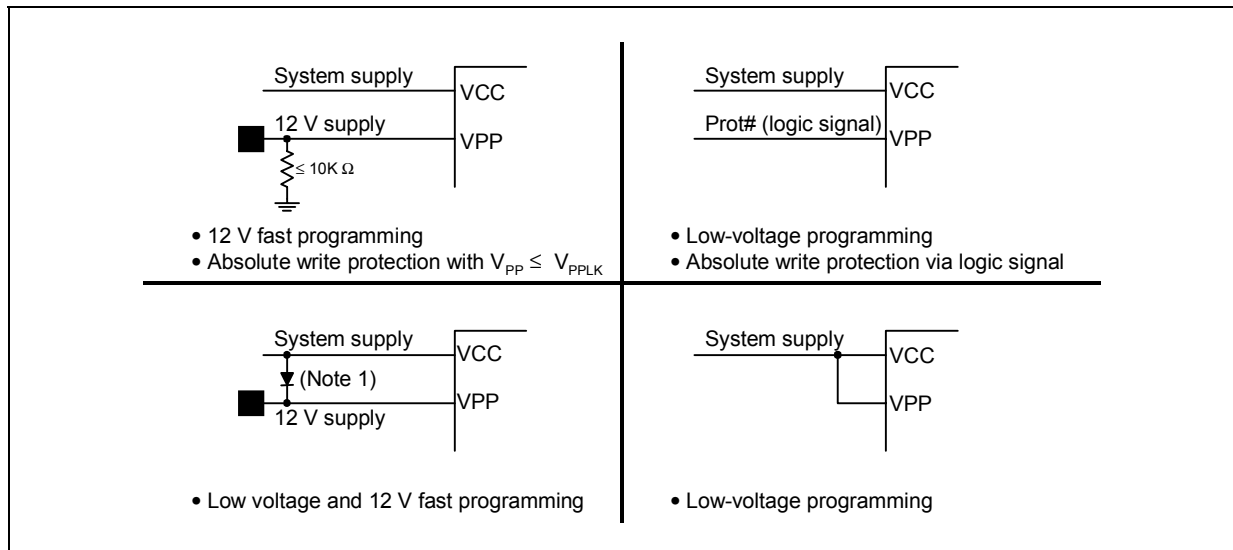 System supply
VCC
12 V supply
VPP
≤ 10K Ω
• 12 V fast programming
• Absolute write protection with VPP ≤ VPPLK
System supply
VCC
Prot# (logic signal)
VPP
• Low-voltage programming
• Absolute write protection via logic signal
System supply
VCC
(Note 1)
VPP
12 V supply
• Low voltage and 12 V fast programming
System supply
VCC
VPP
• Low-voltage programming